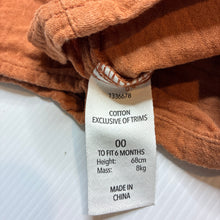 1336678
COTTON
EXCLUSIVE OF TRIMS
00
TO FIT 6 MONTHS
Height: 68cm
Mass: 8kg
MADE IN
CHINA